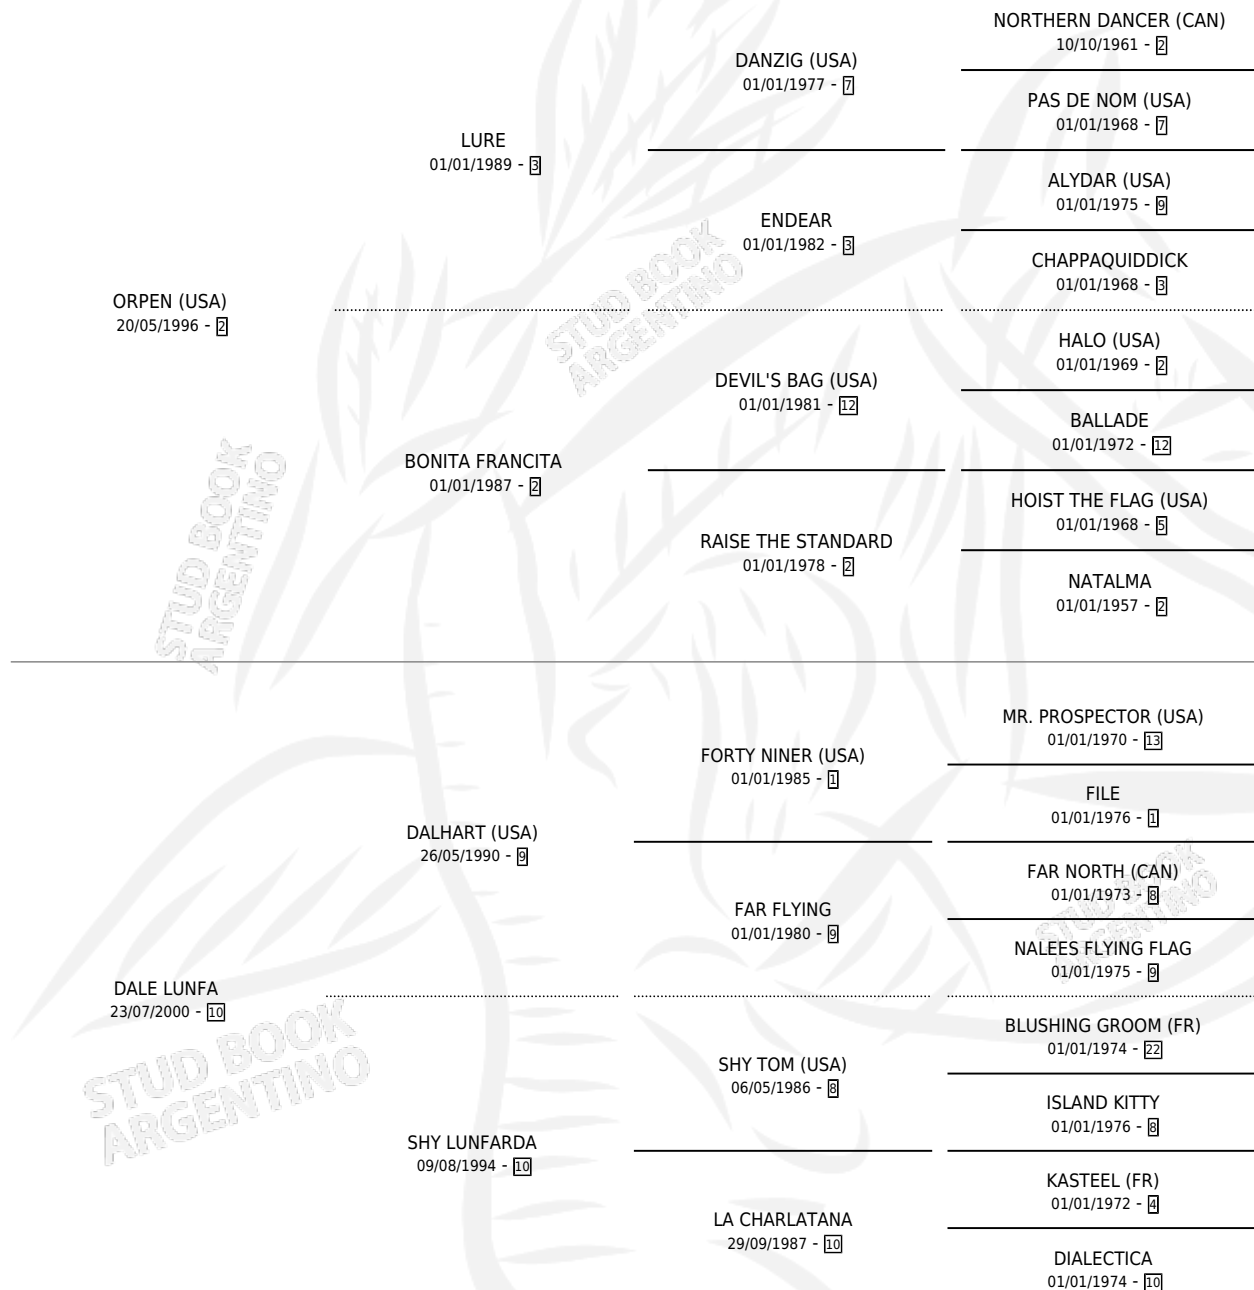 NORTHERN DANCER (CAN)
10/10/1961 - 2
DANZIG (USA)
01/01/1977 - 7
PAS DE NOM (USA)
01/01/1968 - 7
LURE
01/01/1989 - 3
ALYDAR (USA)
01/01/1975 - 9
ENDEAR
01/01/1982 - 3
CHAPPAQUIDDICK
01/01/1968 - 3
ORPEN (USA)
20/05/1996 - 2
HALO (USA)
01/01/1969 - 2
DEVIL'S BAG (USA)
01/01/1981 - 12
BALLADE
01/01/1972 - 12
BONITA FRANCITA
01/01/1987 - 2
HOIST THE FLAG (USA)
01/01/1968 - 5
RAISE THE STANDARD
01/01/1978 - 2
NATALMA
01/01/1957 - 2
MR. PROSPECTOR (USA)
01/01/1970 - 13
FORTY NINER (USA)
01/01/1985 - 1
FILE
01/01/1976 - 1
DALHART (USA)
26/05/1990 - 9
FAR NORTH (CAN)
01/01/1973 - 8
FAR FLYING
01/01/1980 - 9
NALEES FLYING FLAG
01/01/1975 - 9
DALE LUNFA
23/07/2000 - 10
BLUSHING GROOM (FR)
01/01/1974 - 22
SHY TOM (USA)
06/05/1986 - 8
ISLAND KITTY
01/01/1976 - 8
SHY LUNFARDA
09/08/1994 - 10
KASTEEL (FR)
01/01/1972 - 4
LA CHARLATANA
29/09/1987 - 10
DIALECTICA
01/01/1974 - 10
STUD BOOK
ARGENTINO
STUD BOOK
ARGENTINO
STUD BOOK
ARGENTINO
STUD BOOK
ARGENTINO